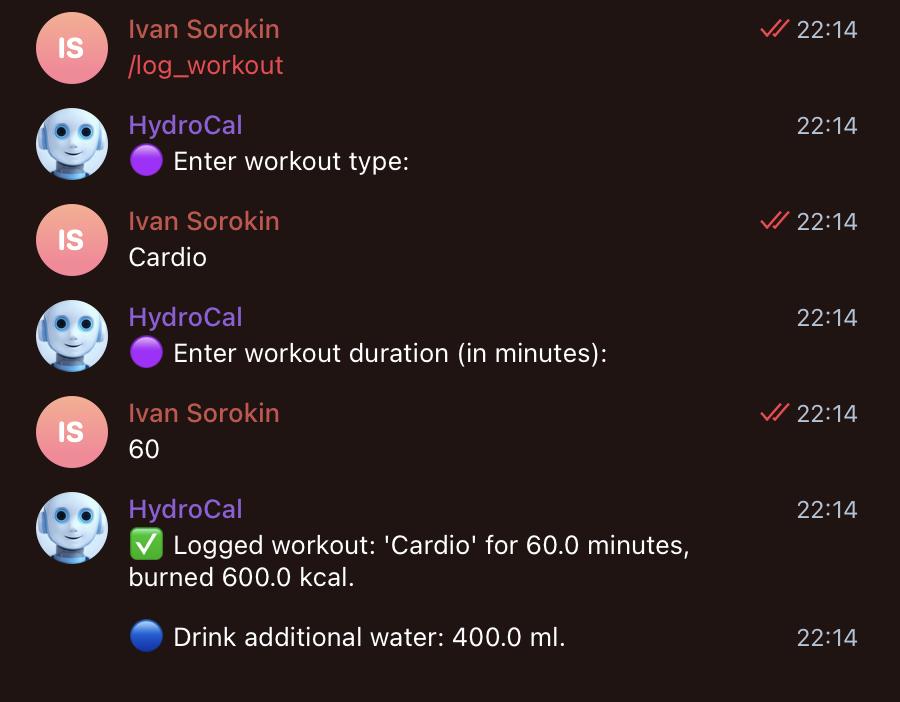 IS
Ivan Sorokin
22:14
/log_workout
HydroCal
22:14
Enter workout type:
IS
Ivan Sorokin
22:14
Cardio
HydroCal
22:14
Enter workout duration (in minutes):
IS
Ivan Sorokin
22:14
60
HydroCal
22:14
Logged workout: 'Cardio' for 60.0 minutes,
burned 600.0 kcal.
Drink additional water: 400.0 ml.
22:14